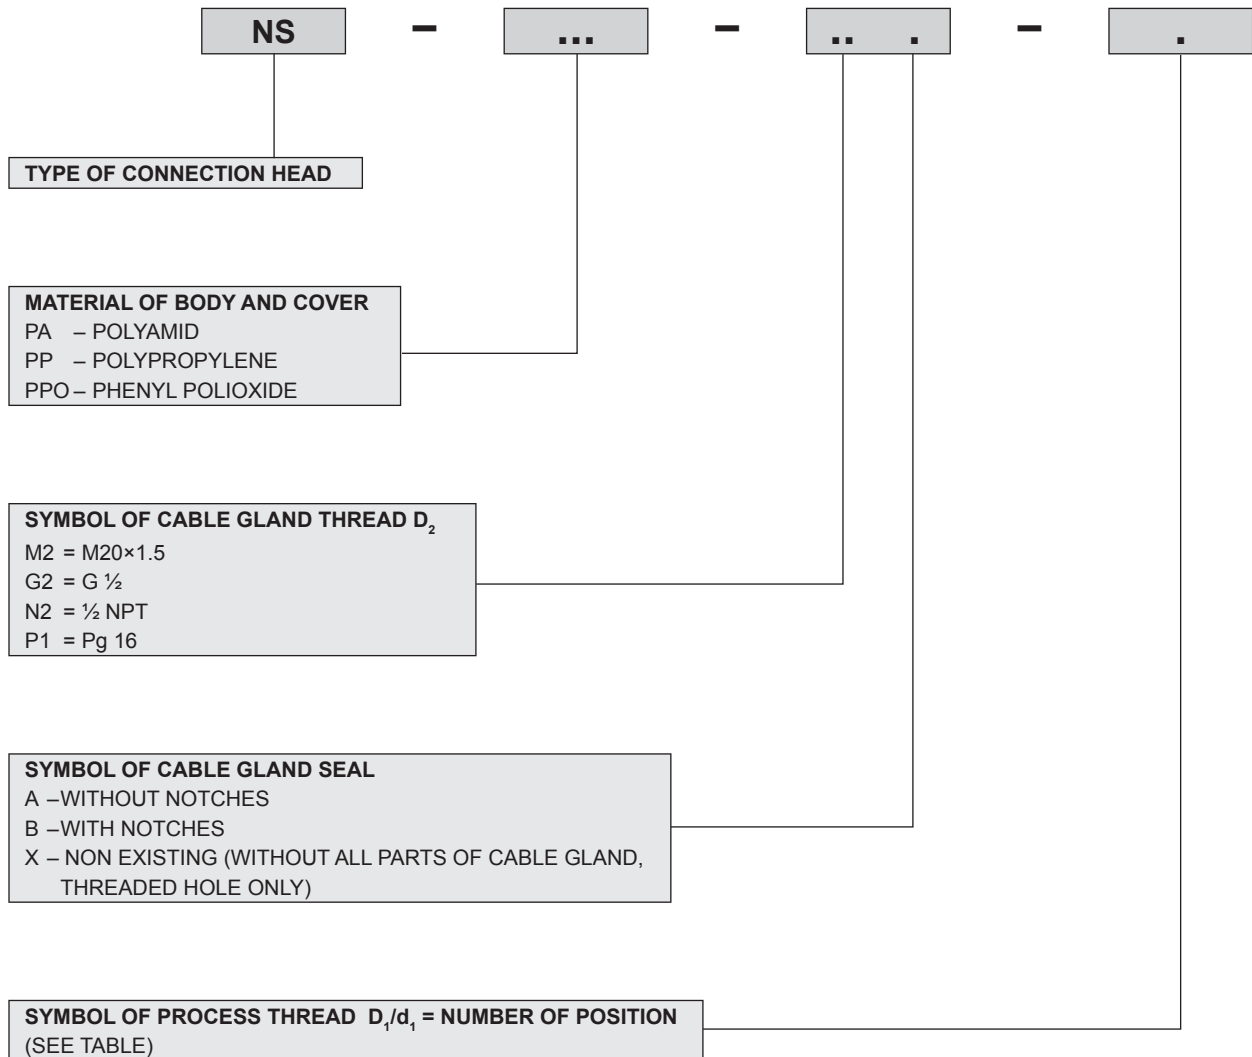 NS – ... – .. . – .
TYPE OF CONNECTION HEAD
MATERIAL OF BODY AND COVER
PA – POLYAMID
PP – POLYPROPYLENE
PPO – PHENYL POLIOXIDE
SYMBOL OF CABLE GLAND THREAD D₂
M2 = M20×1.5
G2 = G ½
N2 = ½ NPT
P1 = Pg 16
SYMBOL OF CABLE GLAND SEAL
A –WITHOUT NOTCHES
B –WITH NOTCHES
X – NON EXISTING (WITHOUT ALL PARTS OF CABLE GLAND,
THREADED HOLE ONLY)
SYMBOL OF PROCESS THREAD D₁/d₁ = NUMBER OF POSITION
(SEE TABLE)